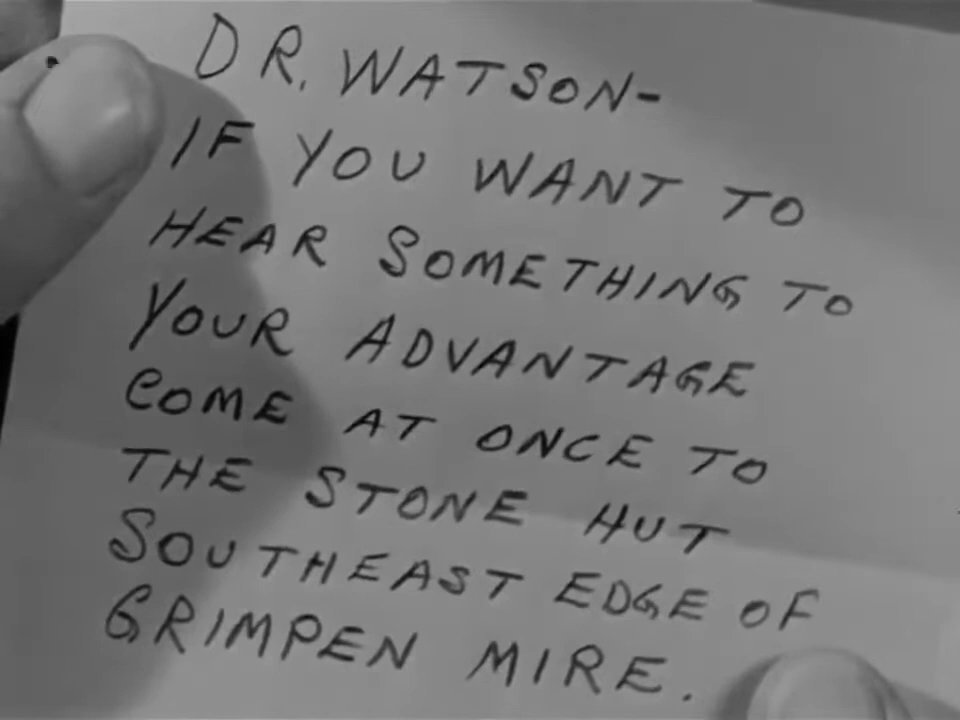 DR. WATSON-
IF YOU WANT TO
HEAR SOMETHING TO
YOUR ADVANTAGE
COME AT ONCE TO
THE STONE HUT
SOUTHEAST EDGE OF
GRIMPEN MIRE.